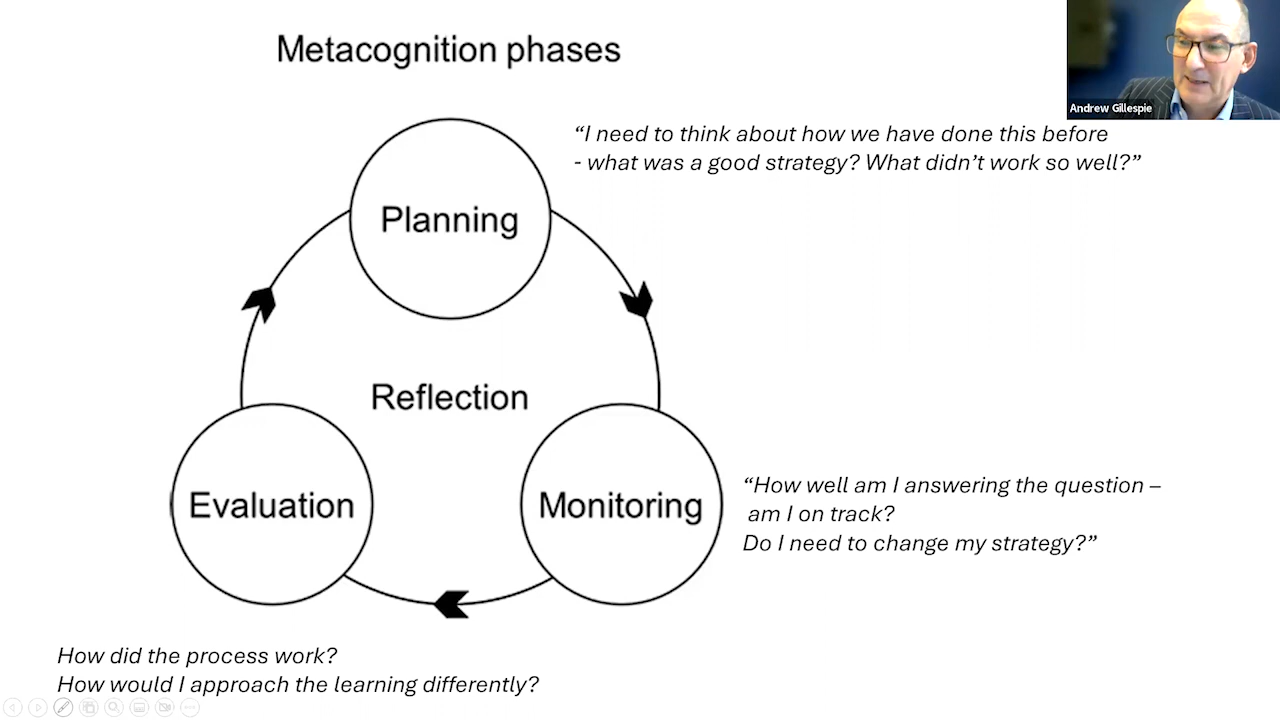 Metacognition phases
Andrew Gillespie
“I need to think about how we have done this before
- what was a good strategy? What didn’t work so well?”
Planning
Reflection
Evaluation
Monitoring
“How well am I answering the question –
am I on track?
Do I need to change my strategy?”
How did the process work?
How would I approach the learning differently?